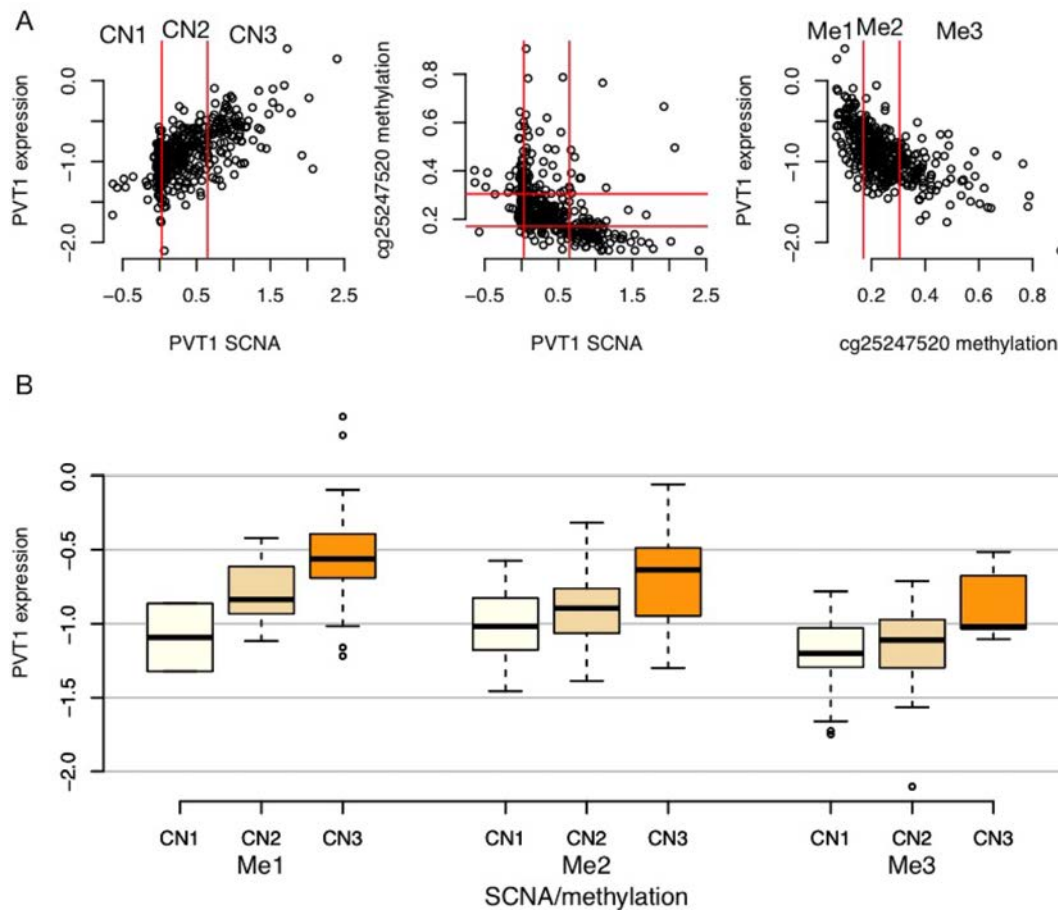 A
CN1 CN2 CN3
PVT1 expression
0.0
−1.0
−2.0
−0.5 0.5 1.5 2.5
PVT1 SCNA
cg25247520 methylation
0.8
0.6
0.4
0.2
−0.5 0.5 1.5 2.5
PVT1 SCNA
Me1 Me2 Me3
PVT1 expression
0.0
−1.0
−2.0
0.2 0.4 0.6 0.8
cg25247520 methylation
B
PVT1 expression
0.0
−0.5
−1.0
−1.5
−2.0
CN1 CN2 CN3 CN1 CN2 CN3 CN1 CN2 CN3
Me1 Me2 Me3
SCNA/methylation